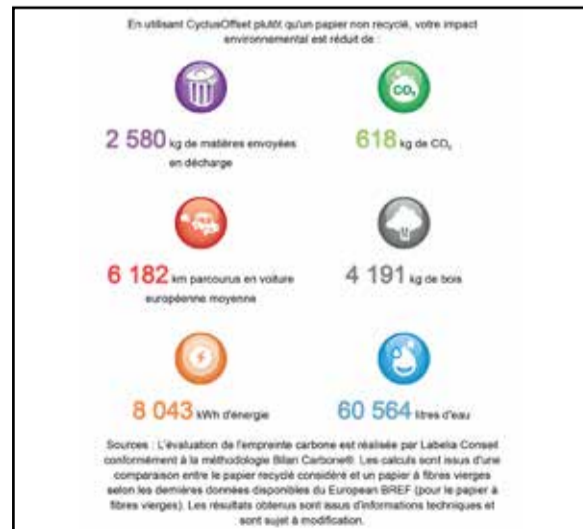 En utilisant CyclusOffset plutôt qu'un papier non recyclé, votre impact
environnemental est réduit de :
CO₂
2 580 kg de matières envoyées
en décharge
618 kg de CO₂
6 182 km parcourus en voiture
européenne moyenne
4 191 kg de bois
8 043 kWh d'énergie
60 564 litres d'eau
Sources : L'évaluation de l'empreinte carbone est réalisée par Labelia Conseil
conformément à la méthodologie Bilan Carbone®. Les calculs sont issus d'une
comparaison entre le papier recyclé considéré et un papier à fibres vierges
selon les dernières données disponibles du European BREF (pour le papier à
fibres vierges). Les résultats obtenus sont issus d'informations techniques et
sont sujet à modification.